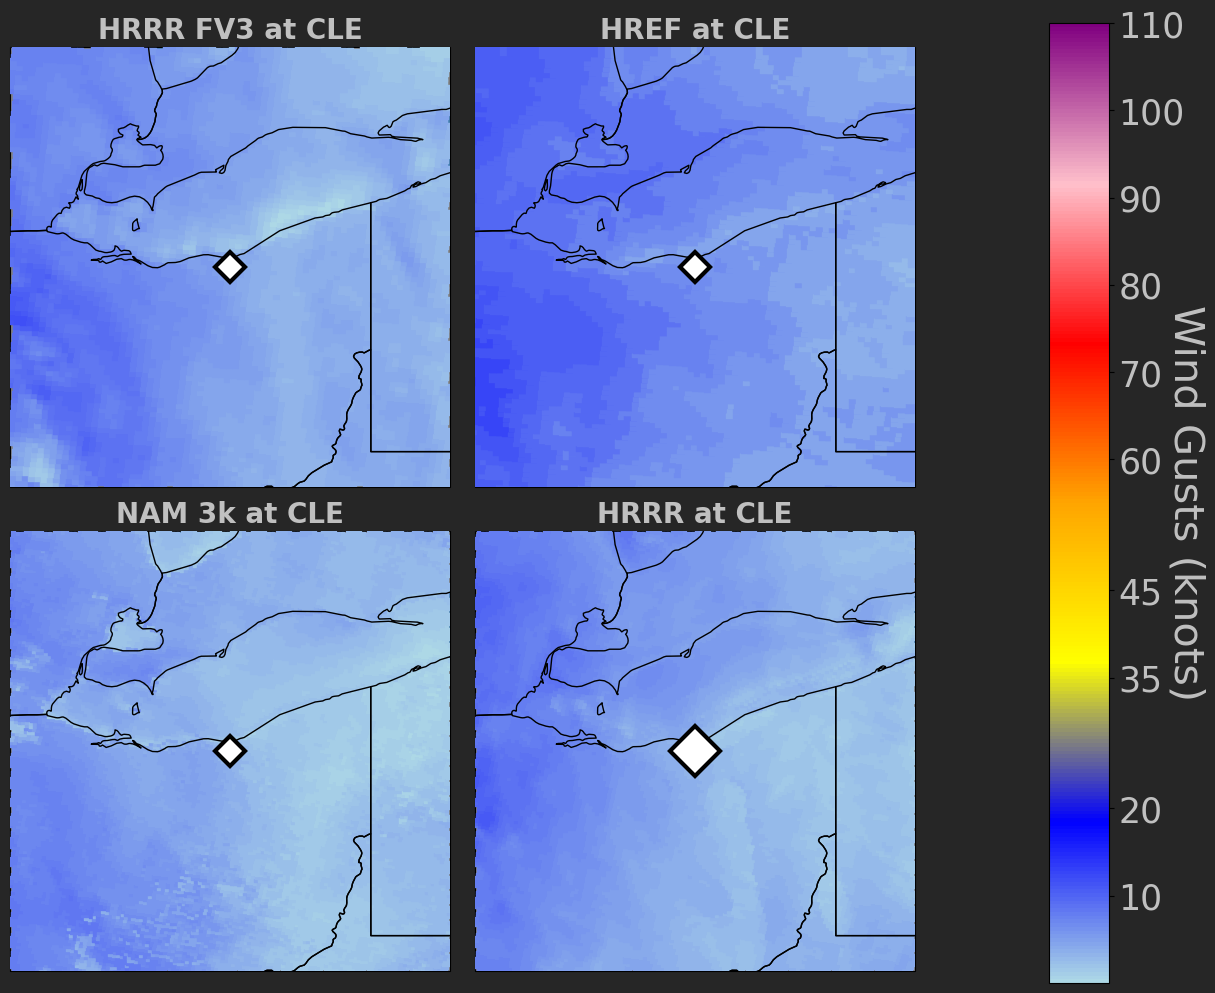 HRRR FV3 at CLE
HREF at CLE
NAM 3k at CLE
HRRR at CLE
110
100
90
80
70
60
45
35
20
10
Wind Gusts (knots)